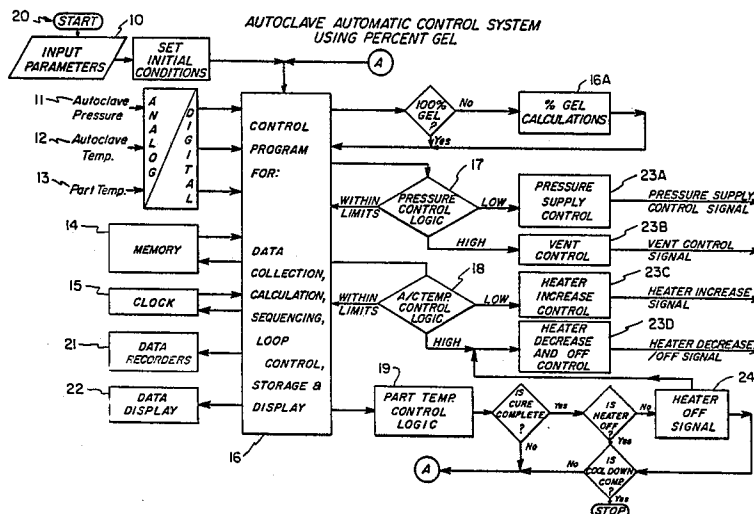 AUTOCLAVE AUTOMATIC CONTROL SYSTEM
USING PERCENT GEL
20
START
10
INPUT
PARAMETERS
SET
INITIAL
CONDITIONS
A
11
Autoclave
Pressure
12
Autoclave
Temp.
13
Part Temp.
ANALOG
DIGITAL
CONTROL
PROGRAM
FOR:
DATA
COLLECTION,
CALCULATION,
SEQUENCING,
LOOP
CONTROL,
STORAGE &
DISPLAY
16
100%
GEL
?
No
Yes
16A
% GEL
CALCULATIONS
17
PRESSURE
CONTROL
LOGIC
WITHIN
LIMITS
LOW
HIGH
23A
PRESSURE
SUPPLY
CONTROL
PRESSURE SUPPLY
CONTROL SIGNAL
23B
VENT
CONTROL
VENT CONTROL
SIGNAL
14
MEMORY
15
CLOCK
21
DATA
RECORDERS
22
DATA
DISPLAY
18
A/C TEMP.
CONTROL
LOGIC
WITHIN
LIMITS
LOW
HIGH
23C
HEATER
INCREASE
CONTROL
HEATER INCREASE
SIGNAL
23D
HEATER
DECREASE
AND OFF
CONTROL
HEATER DECREASE
/OFF SIGNAL
19
PART TEMP.
CONTROL
LOGIC
IS
CURE
COMPLETE
?
Yes
No
IS
HEATER
OFF
?
No
Yes
24
HEATER
OFF
SIGNAL
IS
COOL DOWN
COMP.
?
No
Yes
A
STOP